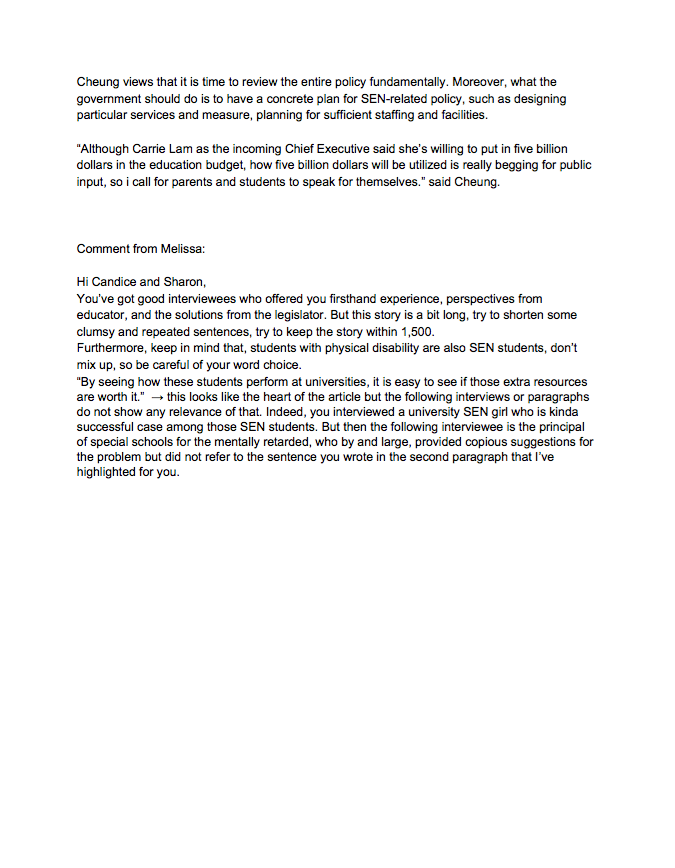 Cheung views that it is time to review the entire policy fundamentally. Moreover, what the
government should do is to have a concrete plan for SEN-related policy, such as designing
particular services and measure, planning for sufficient staffing and facilities.
“Although Carrie Lam as the incoming Chief Executive said she’s willing to put in five billion
dollars in the education budget, how five billion dollars will be utilized is really begging for public
input, so i call for parents and students to speak for themselves.” said Cheung.
Comment from Melissa:
Hi Candice and Sharon,
You’ve got good interviewees who offered you firsthand experience, perspectives from
educator, and the solutions from the legislator. But this story is a bit long, try to shorten some
clumsy and repeated sentences, try to keep the story within 1,500.
Furthermore, keep in mind that, students with physical disability are also SEN students, don’t
mix up, so be careful of your word choice.
“By seeing how these students perform at universities, it is easy to see if those extra resources
are worth it.” → this looks like the heart of the article but the following interviews or paragraphs
do not show any relevance of that. Indeed, you interviewed a university SEN girl who is kinda
successful case among those SEN students. But then the following interviewee is the principal
of special schools for the mentally retarded, who by and large, provided copious suggestions for
the problem but did not refer to the sentence you wrote in the second paragraph that I’ve
highlighted for you.